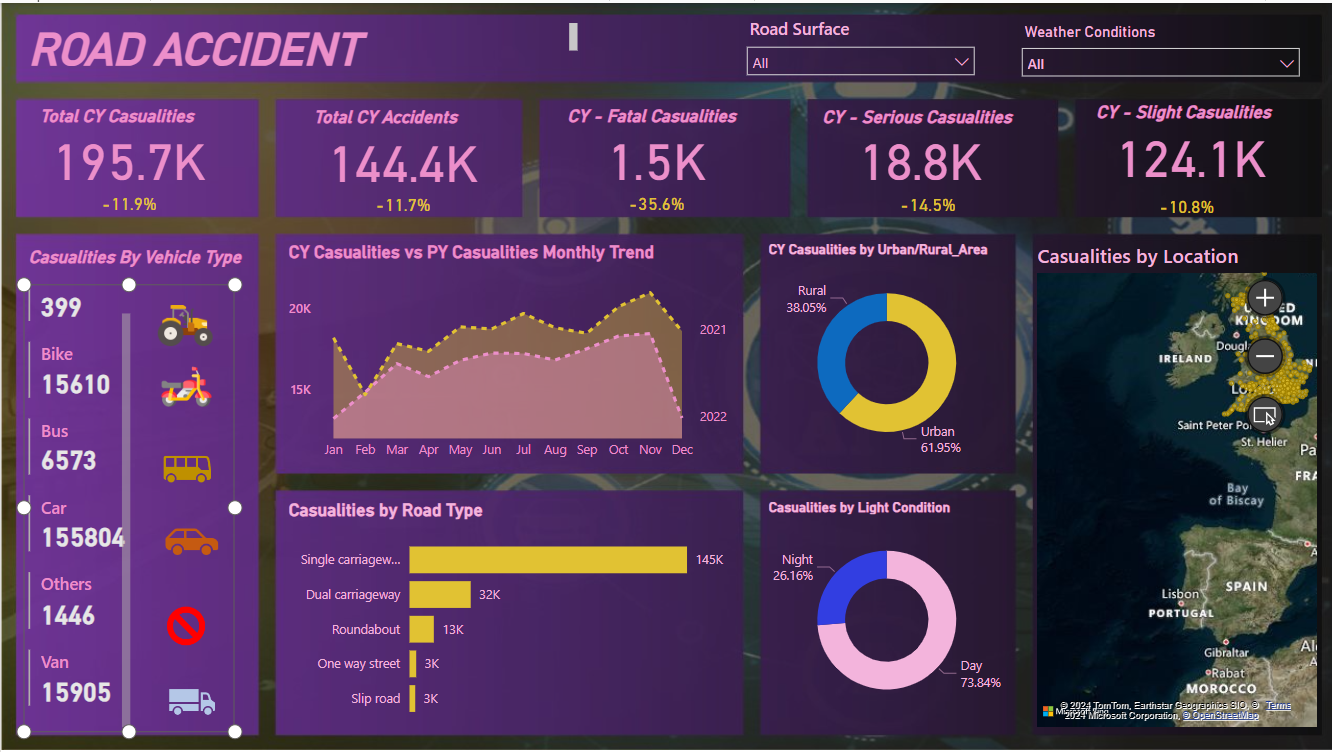 ROAD ACCIDENT
Road Surface
All
Weather Conditions
All
Total CY Casualities
195.7K
-11.9%
Total CY Accidents
144.4K
-11.7%
CY - Fatal Casualities
1.5K
-35.6%
CY - Serious Casualities
18.8K
-14.5%
CY - Slight Casualities
124.1K
-10.8%
Casualities By Vehicle Type
399
Bike
15610
Bus
6573
Car
155804
Others
1446
Van
15905
CY Casualities vs PY Casualities Monthly Trend
20K
15K
2021
2022
Jan Feb Mar Apr May Jun Jul Aug Sep Oct Nov Dec
CY Casualities by Urban/Rural_Area
Rural
38.05%
Urban
61.95%
Casualities by Road Type
Single carriagew... 145K
Dual carriageway 32K
Roundabout 13K
One way street 3K
Slip road 3K
Casualities by Light Condition
Night
26.16%
Day
73.84%
Casualities by Location
IRELAND
Saint Peter Po
St. Helier
Bay
of Biscay
SPAIN
Lisbon
PORTUGAL
Gibraltar
Rabat
MOROCCO
© 2024 TomTom, Earthstar Geographics SIO, © Terms
2024 Microsoft Corporation, © OpenStreetMap